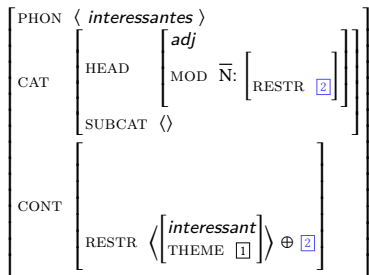 PHON ⟨ interessantes ⟩
adj
HEAD
MOD N̅: [
RESTR 2
CAT
SUBCAT ⟨⟩
CONT
interessant
RESTR ⟨[THEME 1]⟩ ⊕ 2